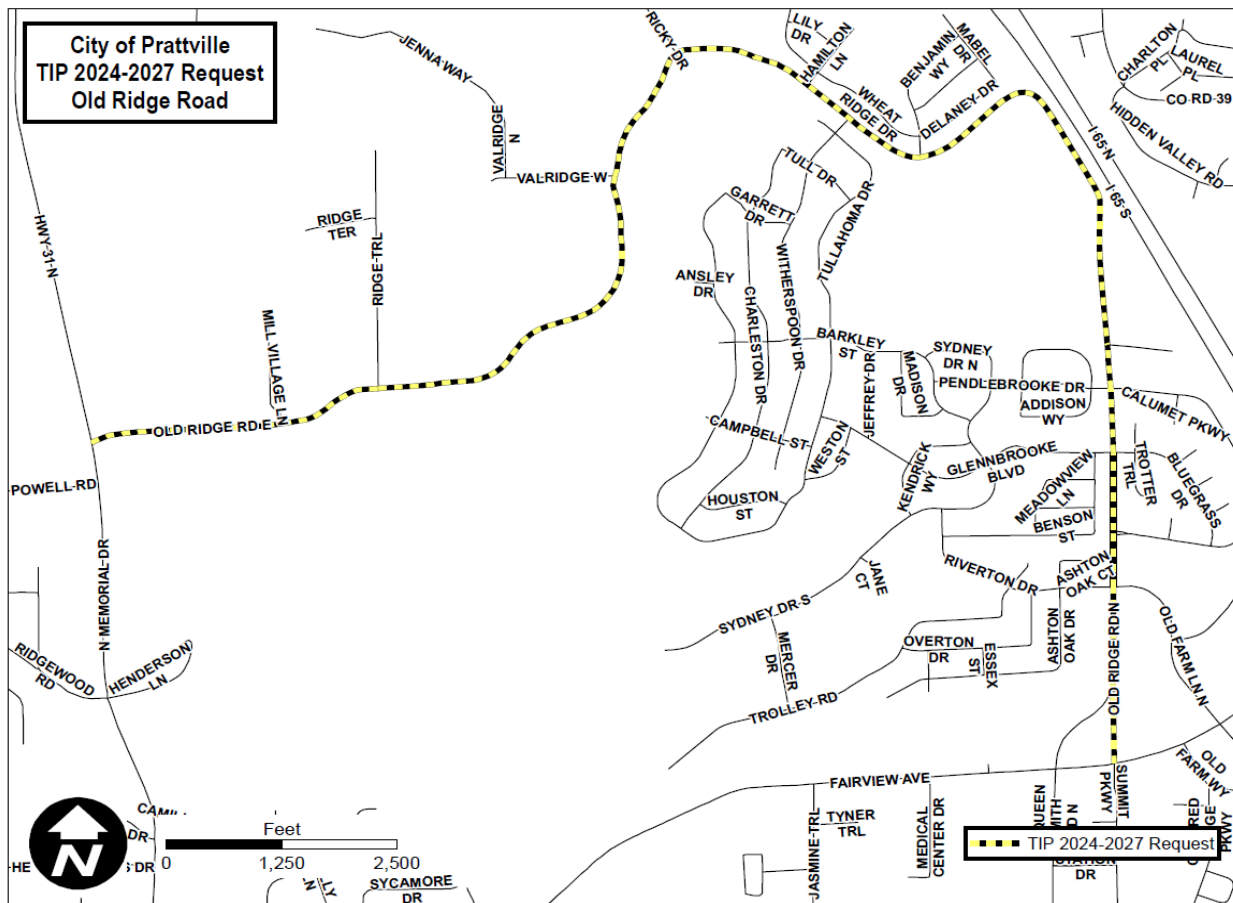 City of Prattville
TIP 2024-2027 Request
Old Ridge Road
JENNA WAY
RICKY DR
LILY
DR
HAMILTON
LN
BENJAMIN
WY
MABEL
DR
CHARLTON
PL
LAUREL
PL
CO RD 39
HIDDEN VALLEY RD
WHEAT
RIDGE DR
DELANEY DR
I 65 N
I 65 S
VALRIDGE
N
VALRIDGE W
TULL DR
GARRETT
DR
TULLAHOMA DR
HWY 31 N
RIDGE
TER
RIDGE TRL
ANSLEY
DR
CHARLESTON DR
WITHERSPOON DR
MILL VILLAGE LN
BARKLEY
ST
JEFFREY DR
MADISON
DR
SYDNEY
DR N
PENDLEBROOKE DR
ADDISON
WY
CALUMET PKWY
OLD RIDGE RD E
CAMPBELL ST
WESTON
ST
KENDRICK
WY
GLENNBROOKE
BLVD
MEADOWVIEW
LN
TROTTER
TRL
BLUEGRASS
DR
POWELL RD
HOUSTON
ST
BENSON
ST
N MEMORIAL DR
JANE
CT
RIVERTON DR
ASHTON
OAK CT
SYDNEY DR S
MERCER
DR
OVERTON
DR
ESSEX
ST
ASHTON
OAK DR
OLD RIDGE RD N
OLD FARM LN N
RIDGEWOOD
RD
HENDERSON
LN
TROLLEY RD
FAIRVIEW AVE
SUMMIT
PKWY
OLD
FARM WY
JASMINE TRL
TYNER
TRL
MEDICAL
CENTER DR
QUEEN
PKWY
DR
HE
S DR
N
Feet
0 1,250 2,500
SYCAMORE
DR
LN
TIP 2024-2027 Request
DR